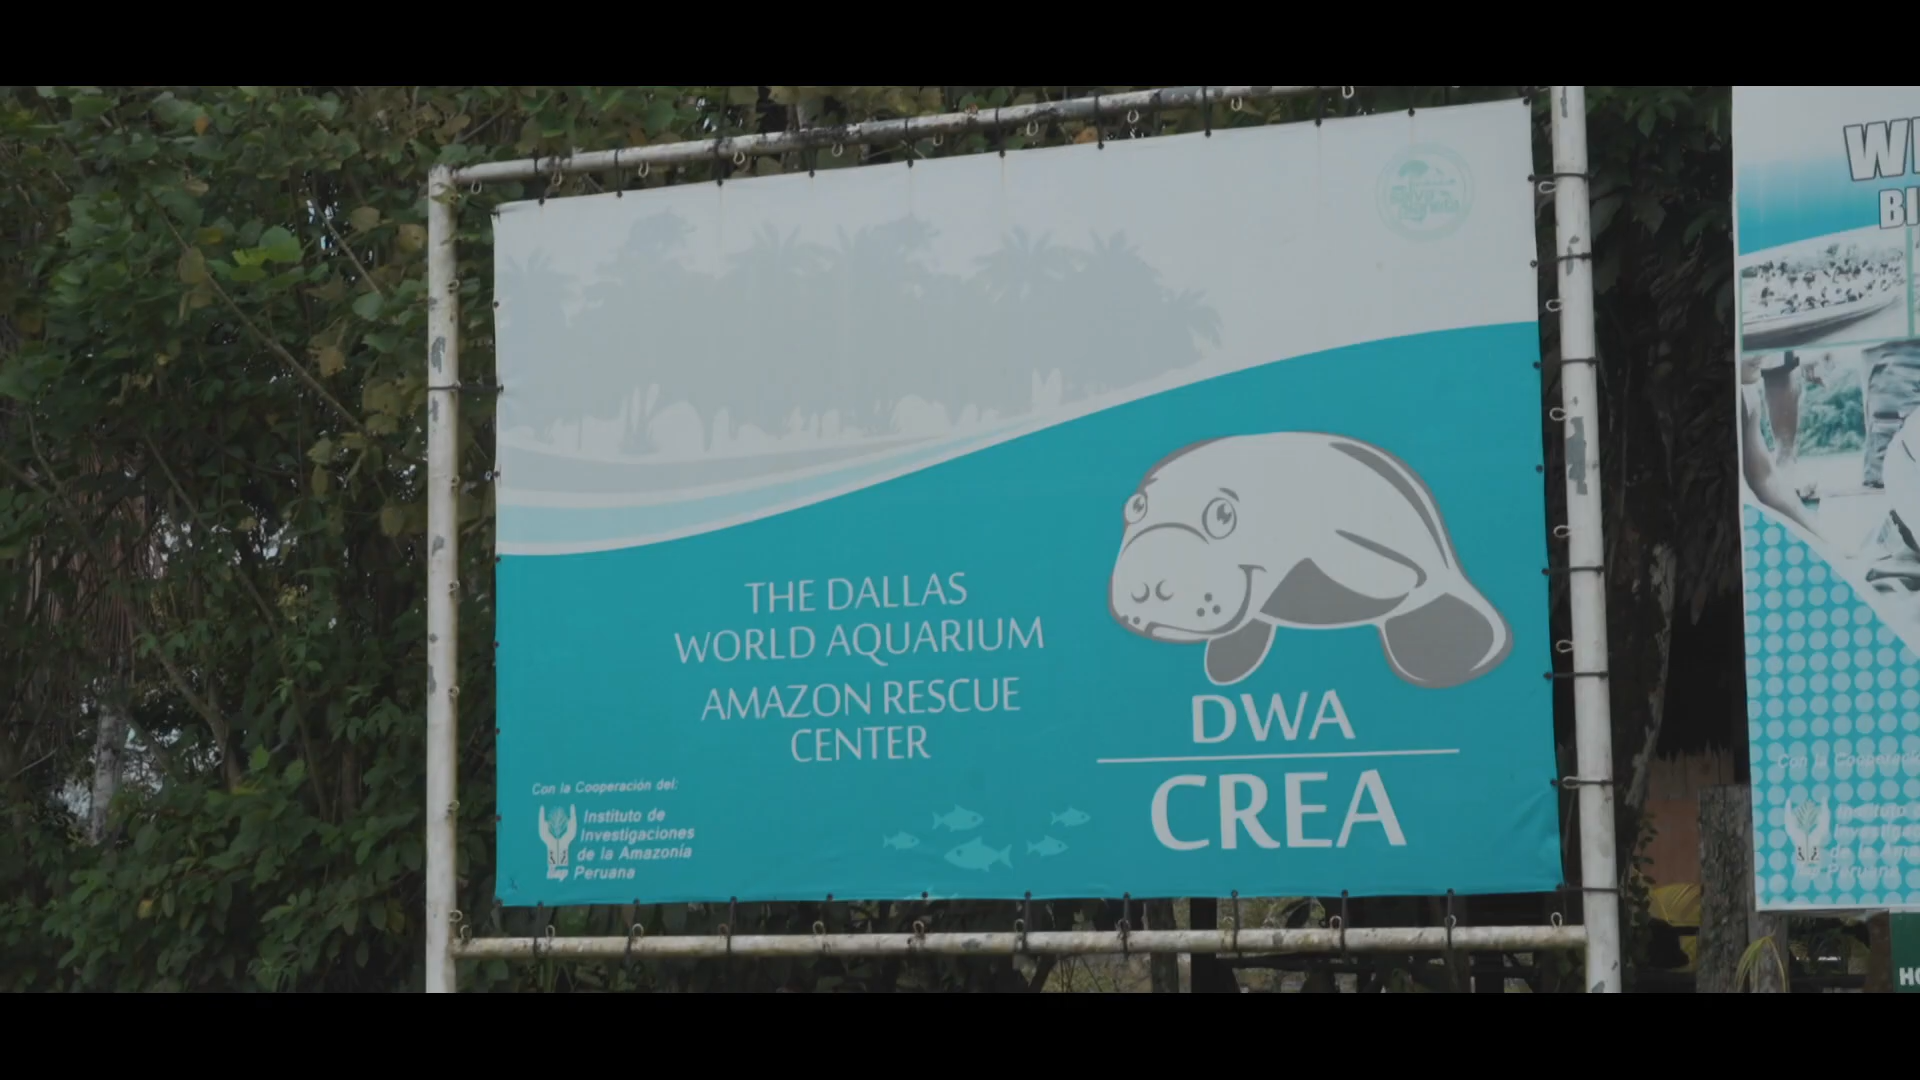 THE DALLAS
WORLD AQUARIUM
AMAZON RESCUE
CENTER
DWA
CREA
Con la Cooperación del:
Instituto de
Investigaciones
de la Amazonía
Peruana
iiap